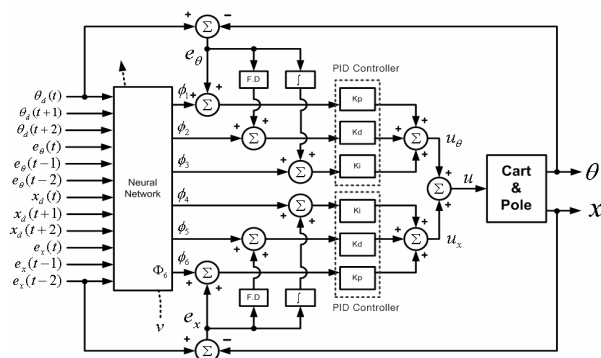 + Σ −
e_θ
F.D
∫
PID Controller
θ_d(t)
θ_d(t+1)
θ_d(t+2)
e_θ(t)
e_θ(t−1)
e_θ(t−2)
x_d(t)
x_d(t+1)
x_d(t+2)
e_x(t)
e_x(t−1)
e_x(t−2)
Neural
Network
Φ_6
v
ϕ_1
ϕ_2
ϕ_3
ϕ_4
ϕ_5
ϕ_6
+ + Σ
+ + Σ
+ + Σ
+ + Σ
+ + Σ
+ + Σ
Kp
Kd
Ki
Ki
Kd
Kp
+ + + Σ
+ + + Σ
u_θ
u_x
+ + Σ
u
Cart
&
Pole
θ
x
F.D
∫
PID Controller
e_x
+ Σ −